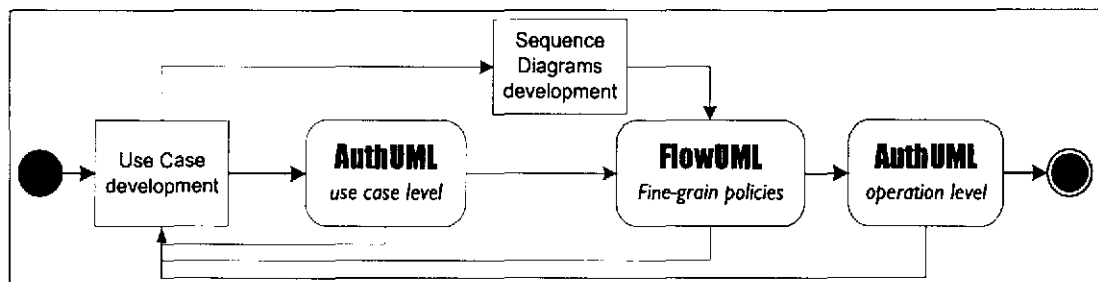 Sequence
Diagrams
development
Use Case
development
AuthUML
use case level
FlowUML
Fine-grain policies
AuthUML
operation level